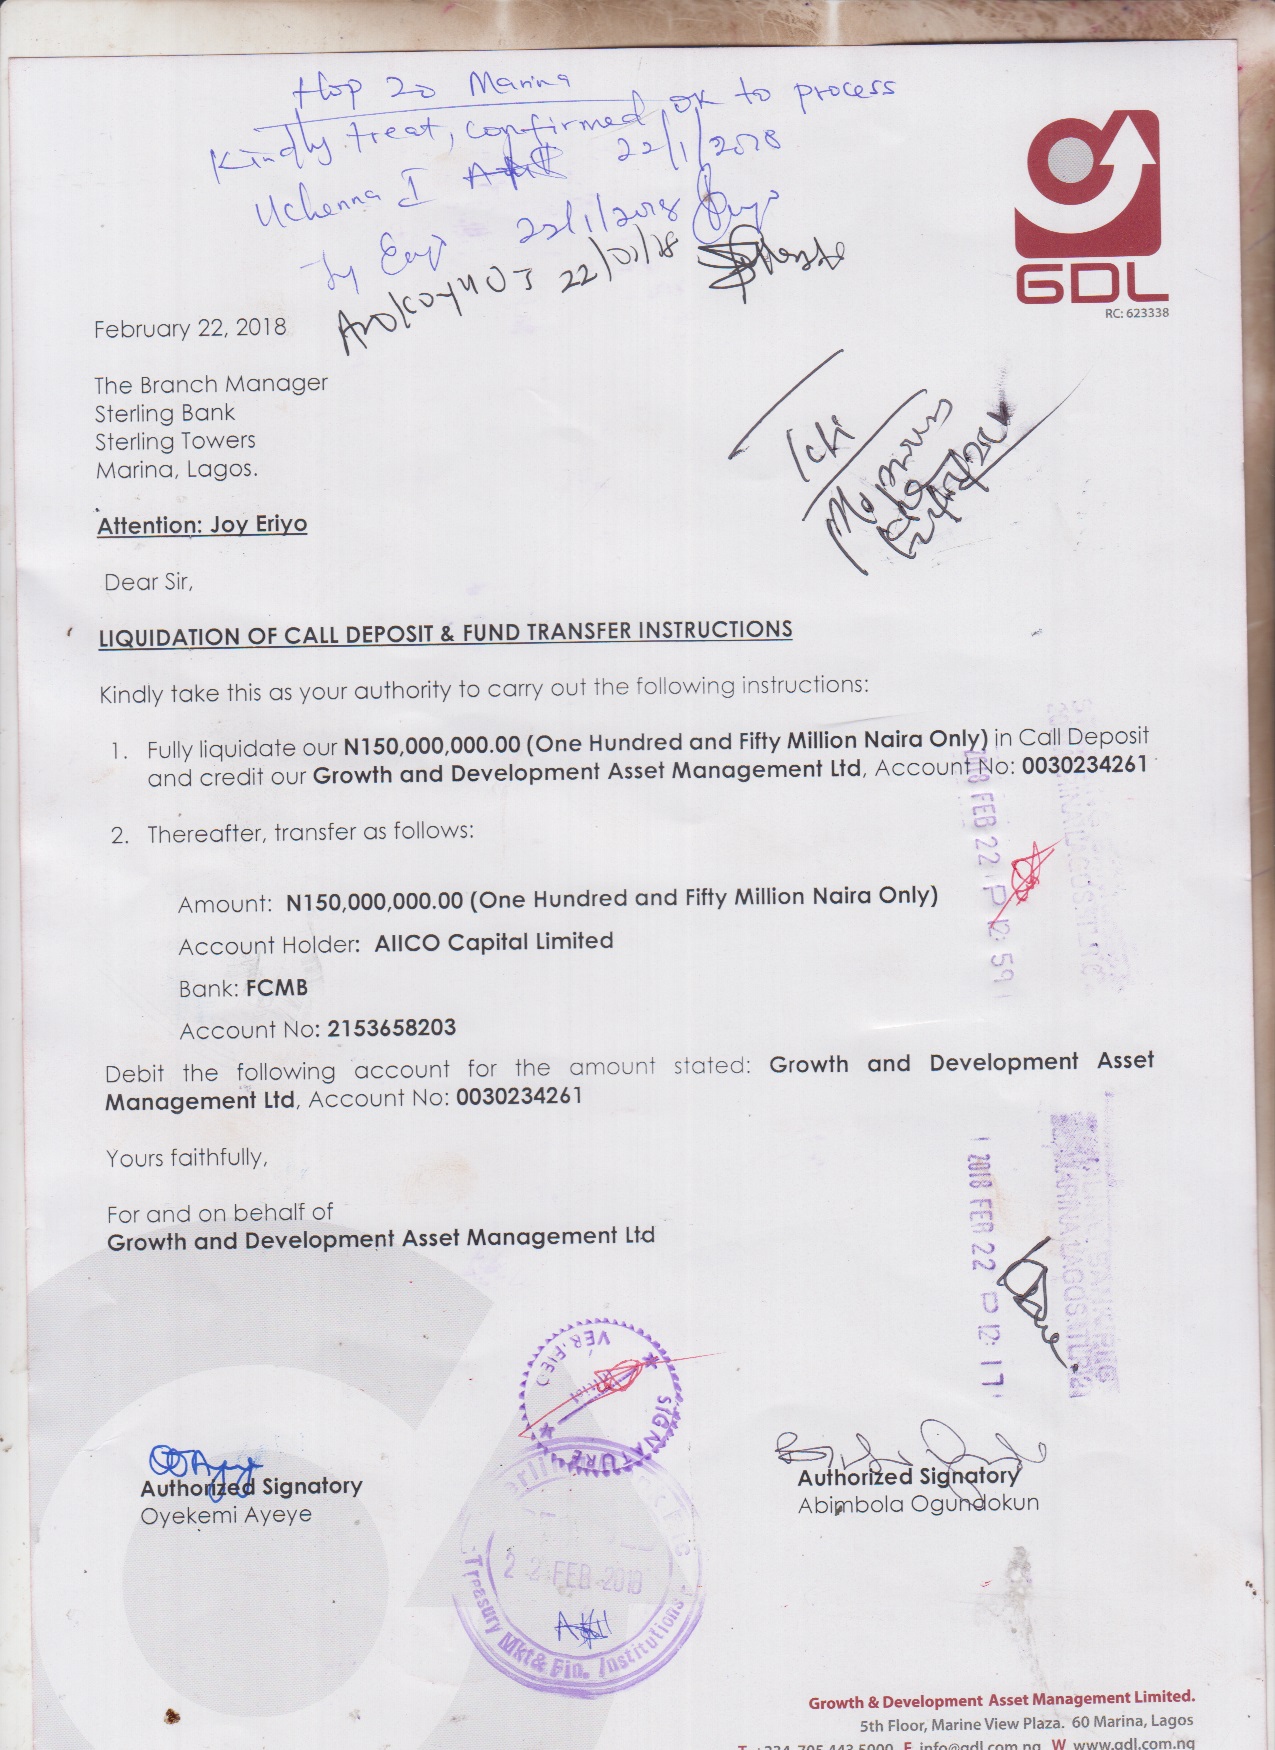 Hop 20 Marina
Kindly treat, confirmed ok to process
Uchenna I 22/1/2018
22/1/2018
22/01/18
GDL
RC: 623338
February 22, 2018
The Branch Manager
Sterling Bank
Sterling Towers
Marina, Lagos.
Attention: Joy Eriyo
Dear Sir,
LIQUIDATION OF CALL DEPOSIT & FUND TRANSFER INSTRUCTIONS
Kindly take this as your authority to carry out the following instructions:
1. Fully liquidate our N150,000,000.00 (One Hundred and Fifty Million Naira Only) in Call Deposit
and credit our Growth and Development Asset Management Ltd, Account No: 0030234261
2018 FEB 22 P 12: 59
2. Thereafter, transfer as follows:
Amount: N150,000,000.00 (One Hundred and Fifty Million Naira Only)
Account Holder: AIICO Capital Limited
Bank: FCMB
Account No: 2153658203
Debit the following account for the amount stated: Growth and Development Asset
Management Ltd, Account No: 0030234261
Yours faithfully,
2018 FEB 22 P 12: 17
MARINA LAGOS
For and on behalf of
Growth and Development Asset Management Ltd
SIGNATURE VERIFIED
Authorized Signatory
Oyekemi Ayeye
Authorized Signatory
Abimbola Ogundokun
22 FEB 2018
Treasury Mkt & Fin. Institutions
Growth & Development Asset Management Limited.
5th Floor, Marine View Plaza. 60 Marina, Lagos
T +234 705 443 5000 E info@gdl.com.ng W www.gdl.com.ng